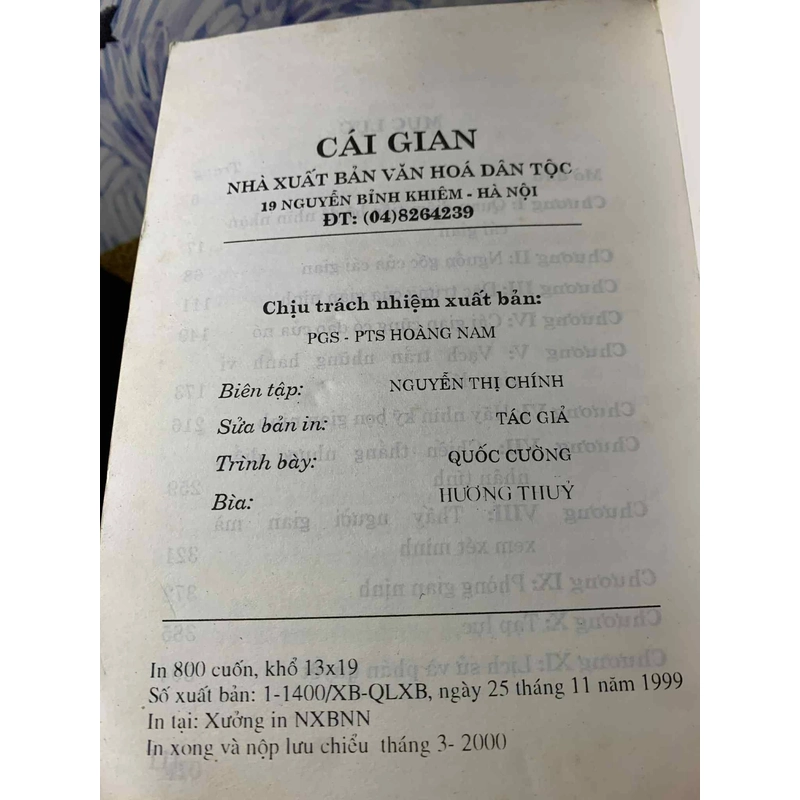 CÁI GIAN
NHÀ XUẤT BẢN VĂN HOÁ DÂN TỘC
19 NGUYỄN BỈNH KHIÊM - HÀ NỘI
ĐT: (04)8264239
Chịu trách nhiệm xuất bản:
PGS - PTS HOÀNG NAM
Biên tập: NGUYỄN THỊ CHÍNH
Sửa bản in: TÁC GIẢ
Trình bày: QUỐC CƯỜNG
Bìa: HƯƠNG THUỶ
In 800 cuốn, khổ 13x19
Số xuất bản: 1-1400/XB-QLXB, ngày 25 tháng 11 năm 1999
In tại: Xưởng in NXBNN
In xong và nộp lưu chiểu tháng 3- 2000